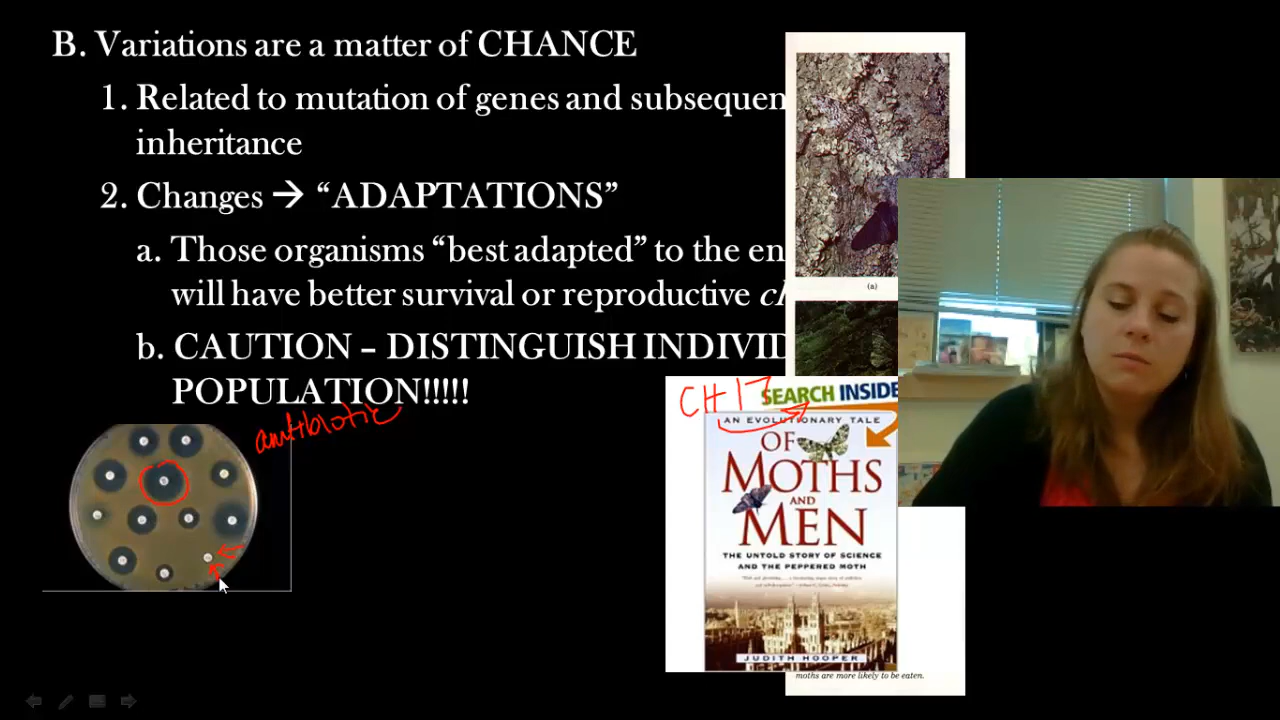 B. Variations are a matter of CHANCE
1. Related to mutation of genes and subsequen
inheritance
2. Changes → “ADAPTATIONS”
a. Those organisms “best adapted” to the en
will have better survival or reproductive
b. CAUTION – DISTINGUISH INDIVID
POPULATION!!!!!
antibiotic
(a)
CH 17
SEARCH INSIDE
AN EVOLUTIONARY TALE
OF
MOTHS
AND
MEN
THE UNTOLD STORY OF SCIENCE
AND THE PEPPERED MOTH
JUDITH HOOPER
moths are more likely to be eaten.